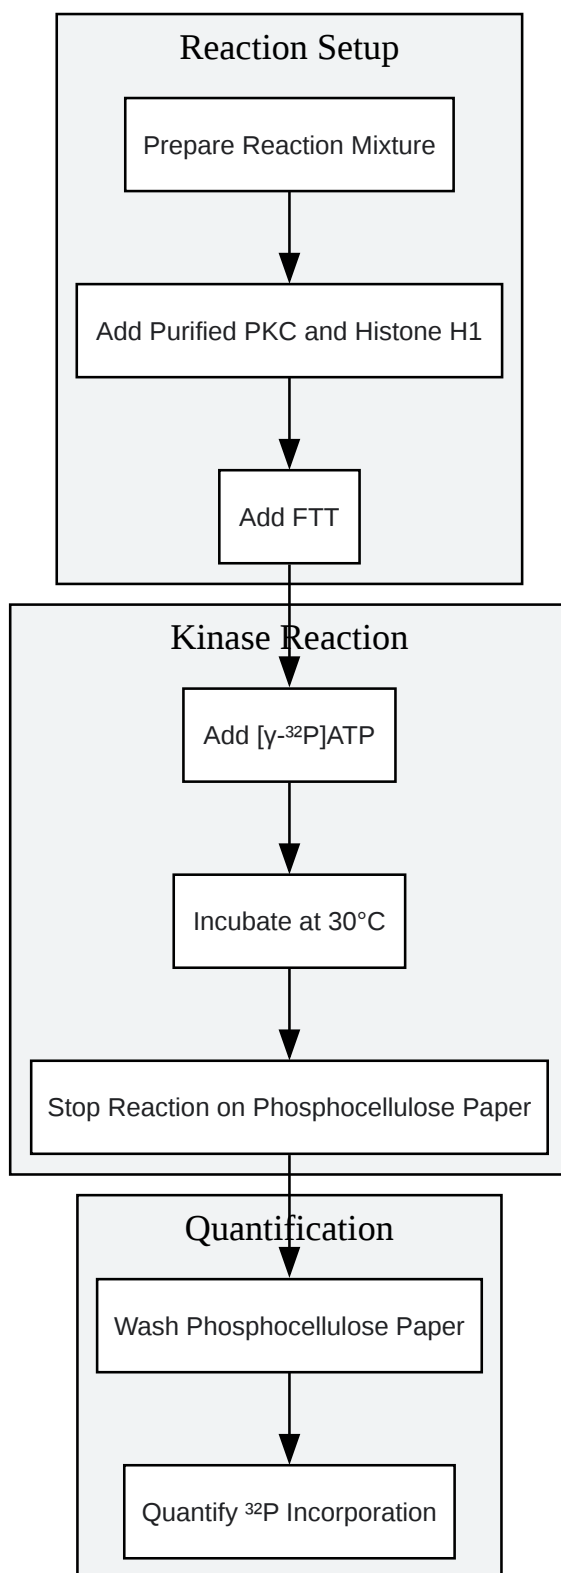 Reaction Setup
Prepare Reaction Mixture
Add Purified PKC and Histone H1
Add FTT
Kinase Reaction
Add [γ-³²P]ATP
Incubate at 30°C
Stop Reaction on Phosphocellulose Paper
Quantification
Wash Phosphocellulose Paper
Quantify ³²P Incorporation